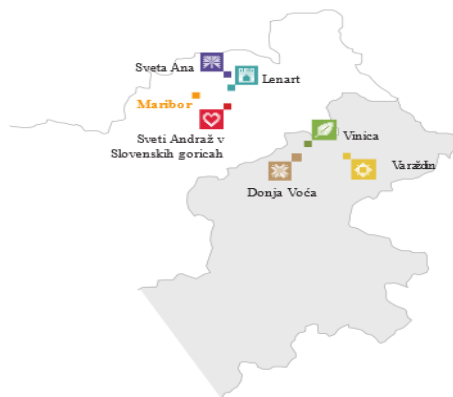 Sveta Ana
Lenart
Maribor
Sveti Andraž v
Slovenskih goricah
Vinica
Varaždin
Donja Voća